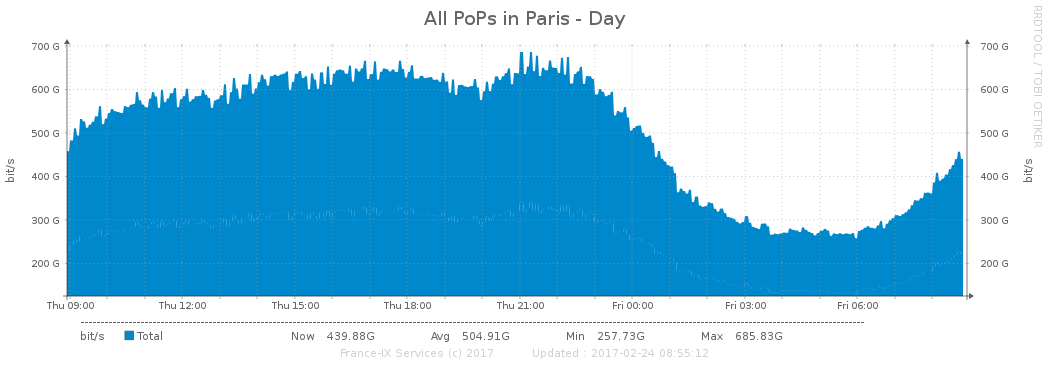 All PoPs in Paris - Day
RRDTOOL / TOBI OETIKER
700 G 700 G
600 G 600 G
500 G 500 G
400 G 400 G
300 G 300 G
200 G 200 G
bit/s bit/s
Thu 09:00 Thu 12:00 Thu 15:00 Thu 18:00 Thu 21:00 Fri 00:00 Fri 03:00 Fri 06:00
bit/s Total Now 439.88G Avg 504.91G Min 257.73G Max 685.83G
France-IX Services (c) 2017 Updated : 2017-02-24 08:55:12